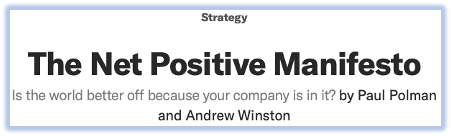 Strategy
The Net Positive Manifesto
Is the world better off because your company is in it? by Paul Polman
and Andrew Winston